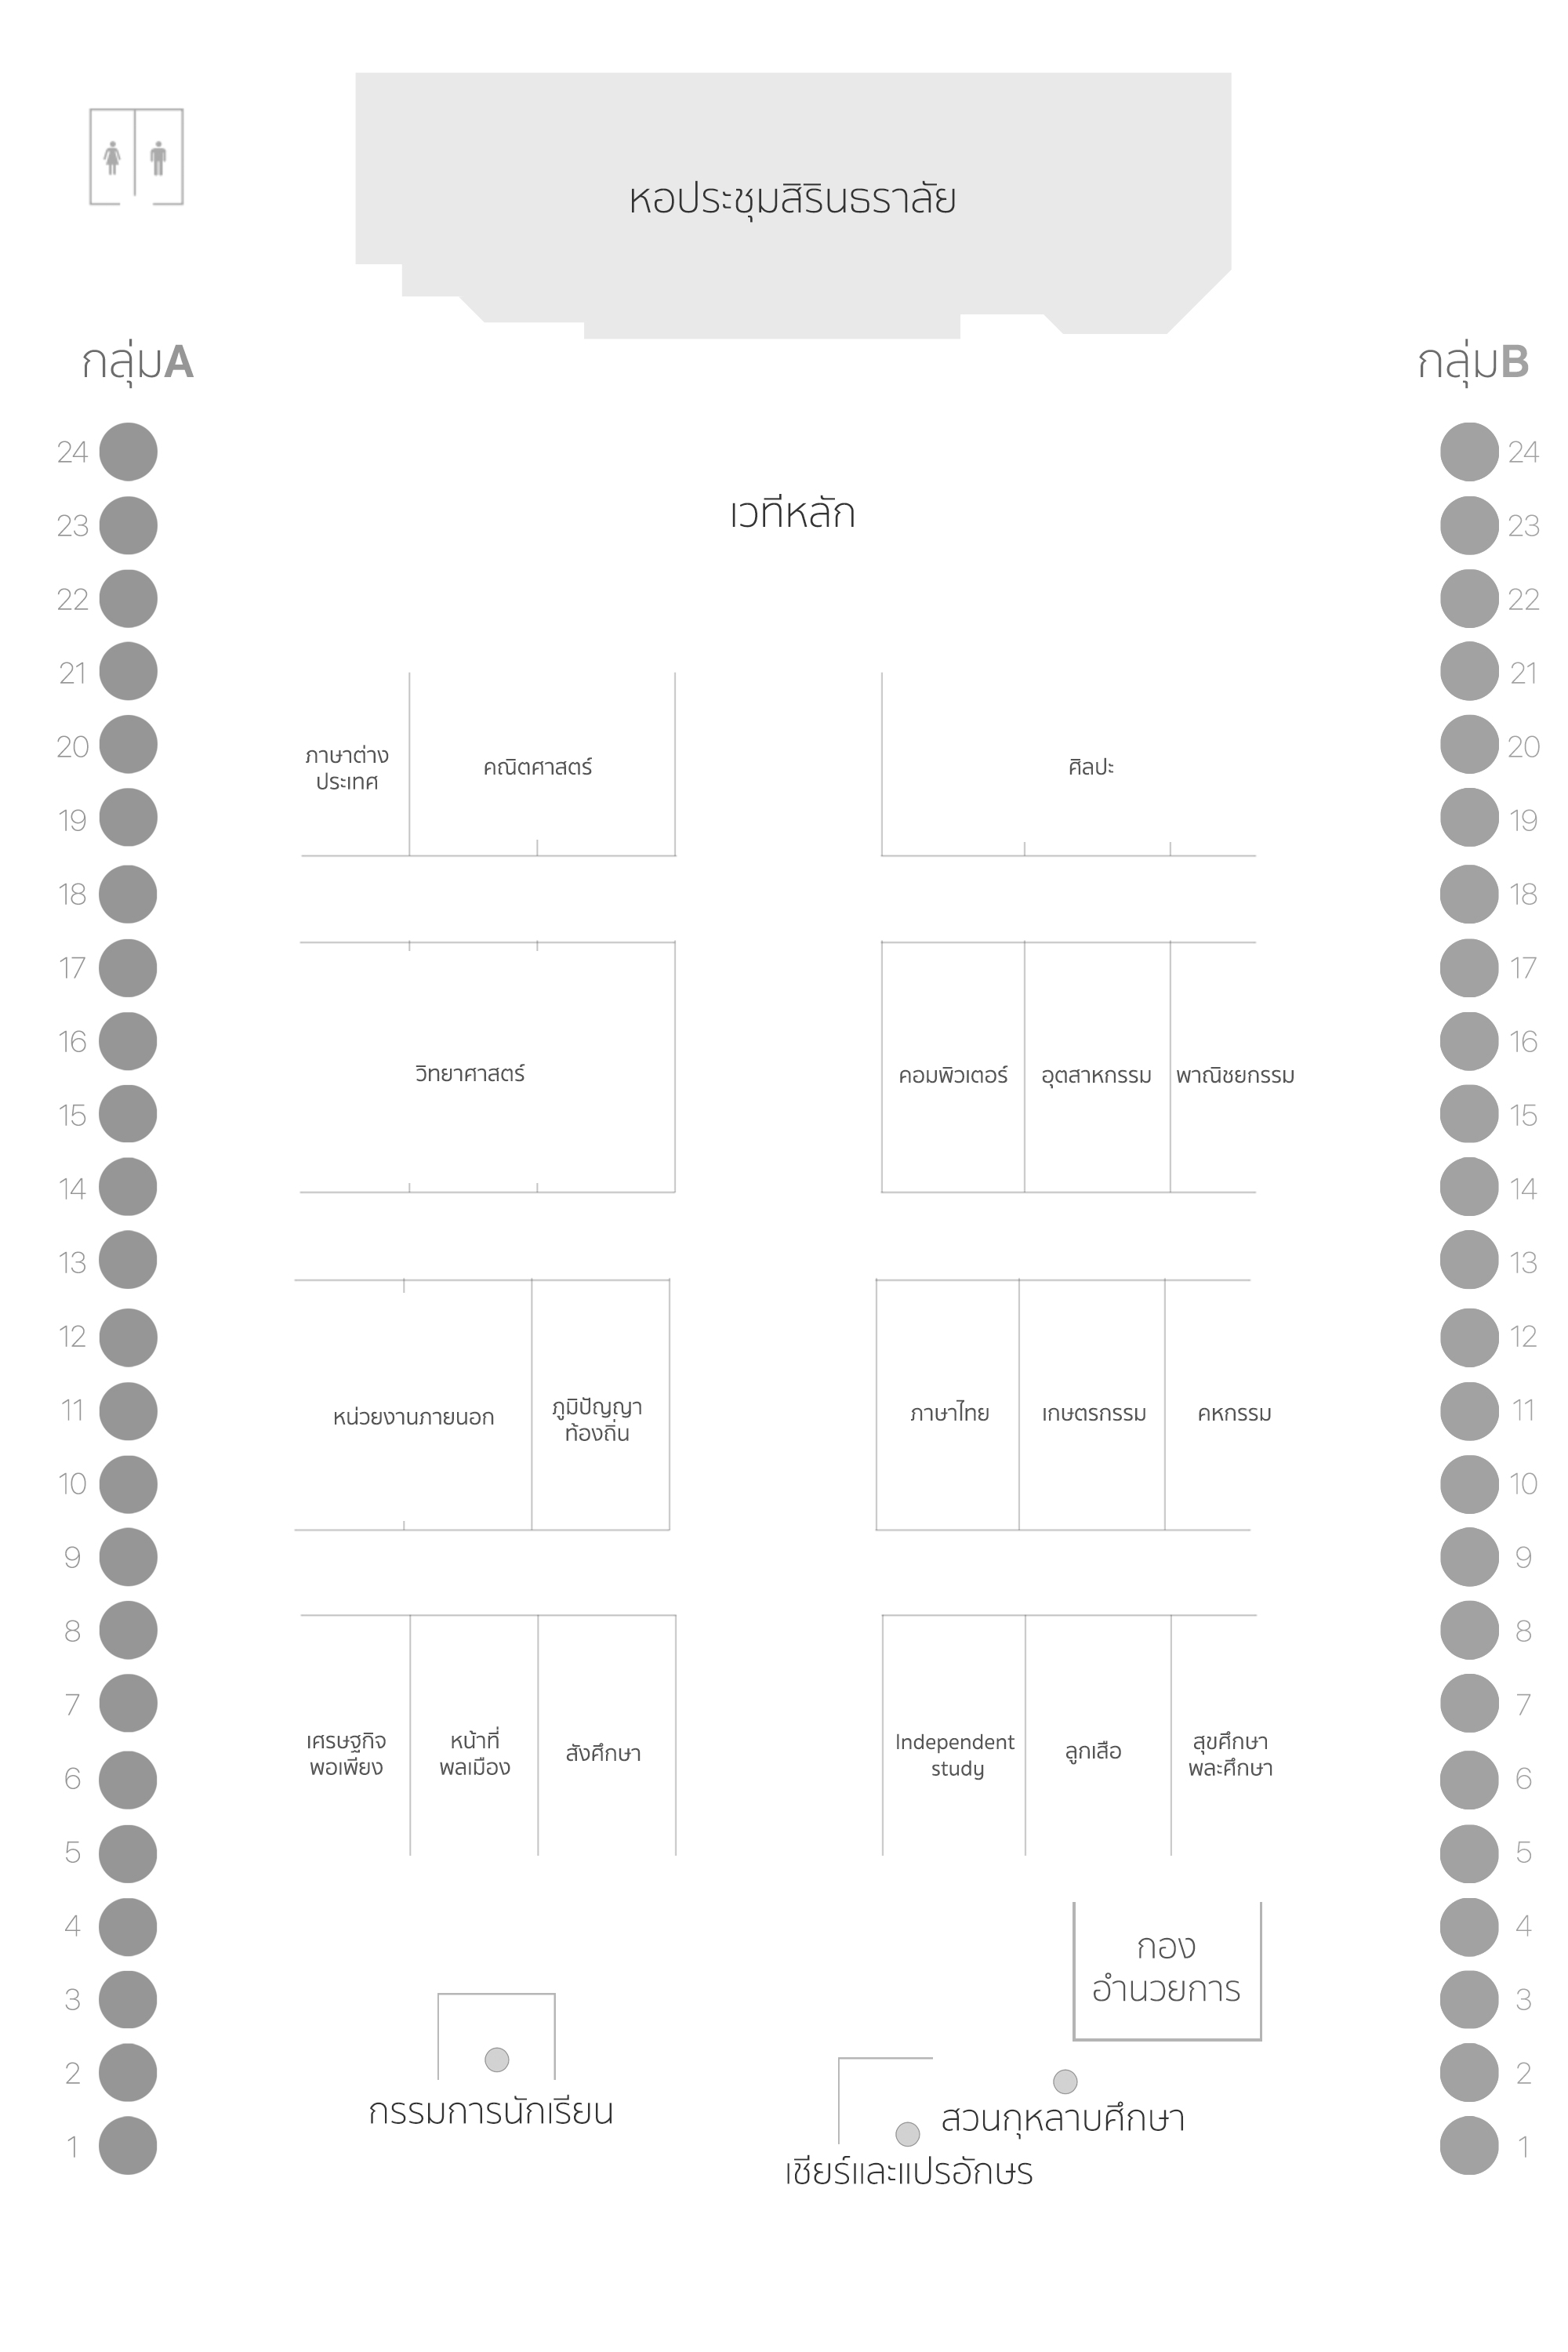 หอประชุมสิรินธราลัย
กลุ่มA
กลุ่มB
24
24
23
เวทีหลัก
23
22
22
21
21
20
ภาษาต่าง
ประเทศ
คณิตศาสตร์
ศิลปะ
20
19
19
18
18
17
17
16
วิทยาศาสตร์
คอมพิวเตอร์
อุตสาหกรรม
พาณิชยกรรม
16
15
15
14
14
13
13
12
12
11
หน่วยงานภายนอก
ภูมิปัญญา
ท้องถิ่น
ภาษาไทย
เกษตรกรรม
คหกรรม
11
10
10
9
9
8
8
7
7
เศรษฐกิจ
พอเพียง
หน้าที่
พลเมือง
สังศึกษา
Independent
study
ลูกเสือ
สุขศึกษา
พละศึกษา
6
6
5
5
4
กอง
อำนวยการ
4
3
3
2
2
กรรมการนักเรียน
สวนกุหลาบศึกษา
1
1
เชียร์และแปรอักษร